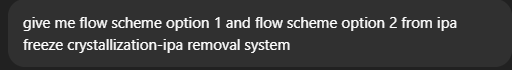 give me flow scheme option 1 and flow scheme option 2 from ipa
freeze crystallization-ipa removal system